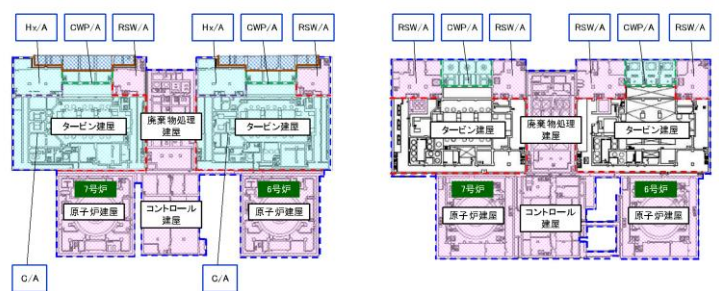 Hx/A
CWP/A
RSW/A
Hx/A
CWP/A
RSW/A
タービン建屋
廃棄物処理
建屋
タービン建屋
7号炉
6号炉
原子炉建屋
コントロール
建屋
原子炉建屋
C/A
C/A
RSW/A
CWP/A
RSW/A
RSW/A
CWP/A
RSW/A
タービン建屋
廃棄物処理
建屋
タービン建屋
7号炉
6号炉
原子炉建屋
コントロール
建屋
原子炉建屋